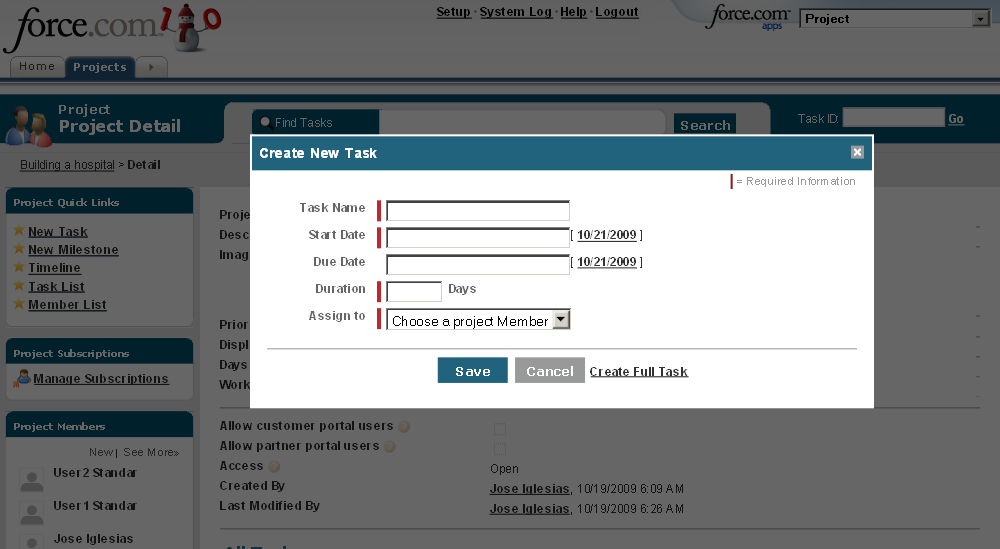 force.com 10
Setup · System Log · Help · Logout
force.com apps
Project
Home Projects
Project
Project Detail
Find Tasks
Search
Task ID:
Go
Building a hospital > Detail
Create New Task
= Required Information
Task Name
Start Date [ 10/21/2009 ]
Due Date [ 10/21/2009 ]
Duration Days
Assign to Choose a project Member
Save Cancel Create Full Task
Project Quick Links
New Task
New Milestone
Timeline
Task List
Member List
Project Subscriptions
Manage Subscriptions
Project Members
New | See More»
User2 Standar
User1 Standar
Jose Iglesias
Proje
Desc
Imag
Prior
Displ
Days
Work
Allow customer portal users
Allow partner portal users
Access Open
Created By Jose Iglesias, 10/19/2009 6:09 AM
Last Modified By Jose Iglesias, 10/19/2009 6:26 AM